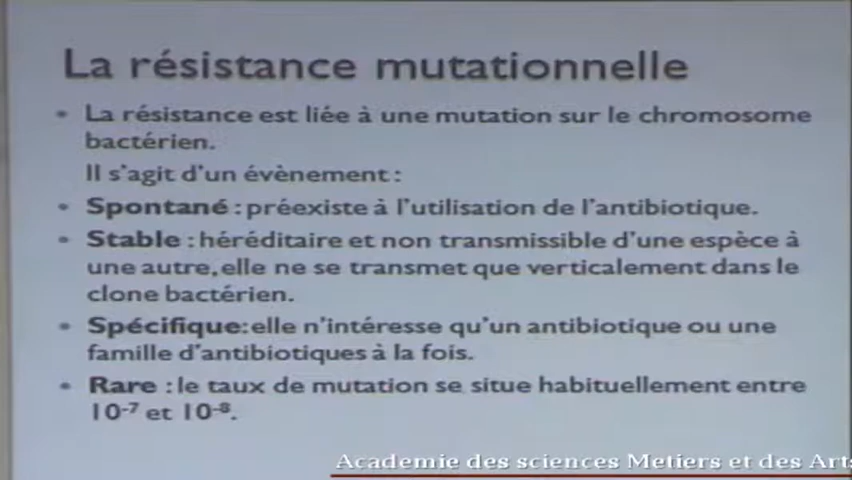 La résistance mutationnelle
• La résistance est liée à une mutation sur le chromosome
bactérien.
Il s'agit d'un évènement :
• Spontané : préexiste à l'utilisation de l'antibiotique.
• Stable : héréditaire et non transmissible d'une espèce à
une autre, elle ne se transmet que verticalement dans le
clone bactérien.
• Spécifique: elle n'intéresse qu'un antibiotique ou une
famille d'antibiotiques à la fois.
• Rare : le taux de mutation se situe habituellement entre
10⁻⁷ et 10⁻⁸.
Academie des sciences Metiers et des Arts